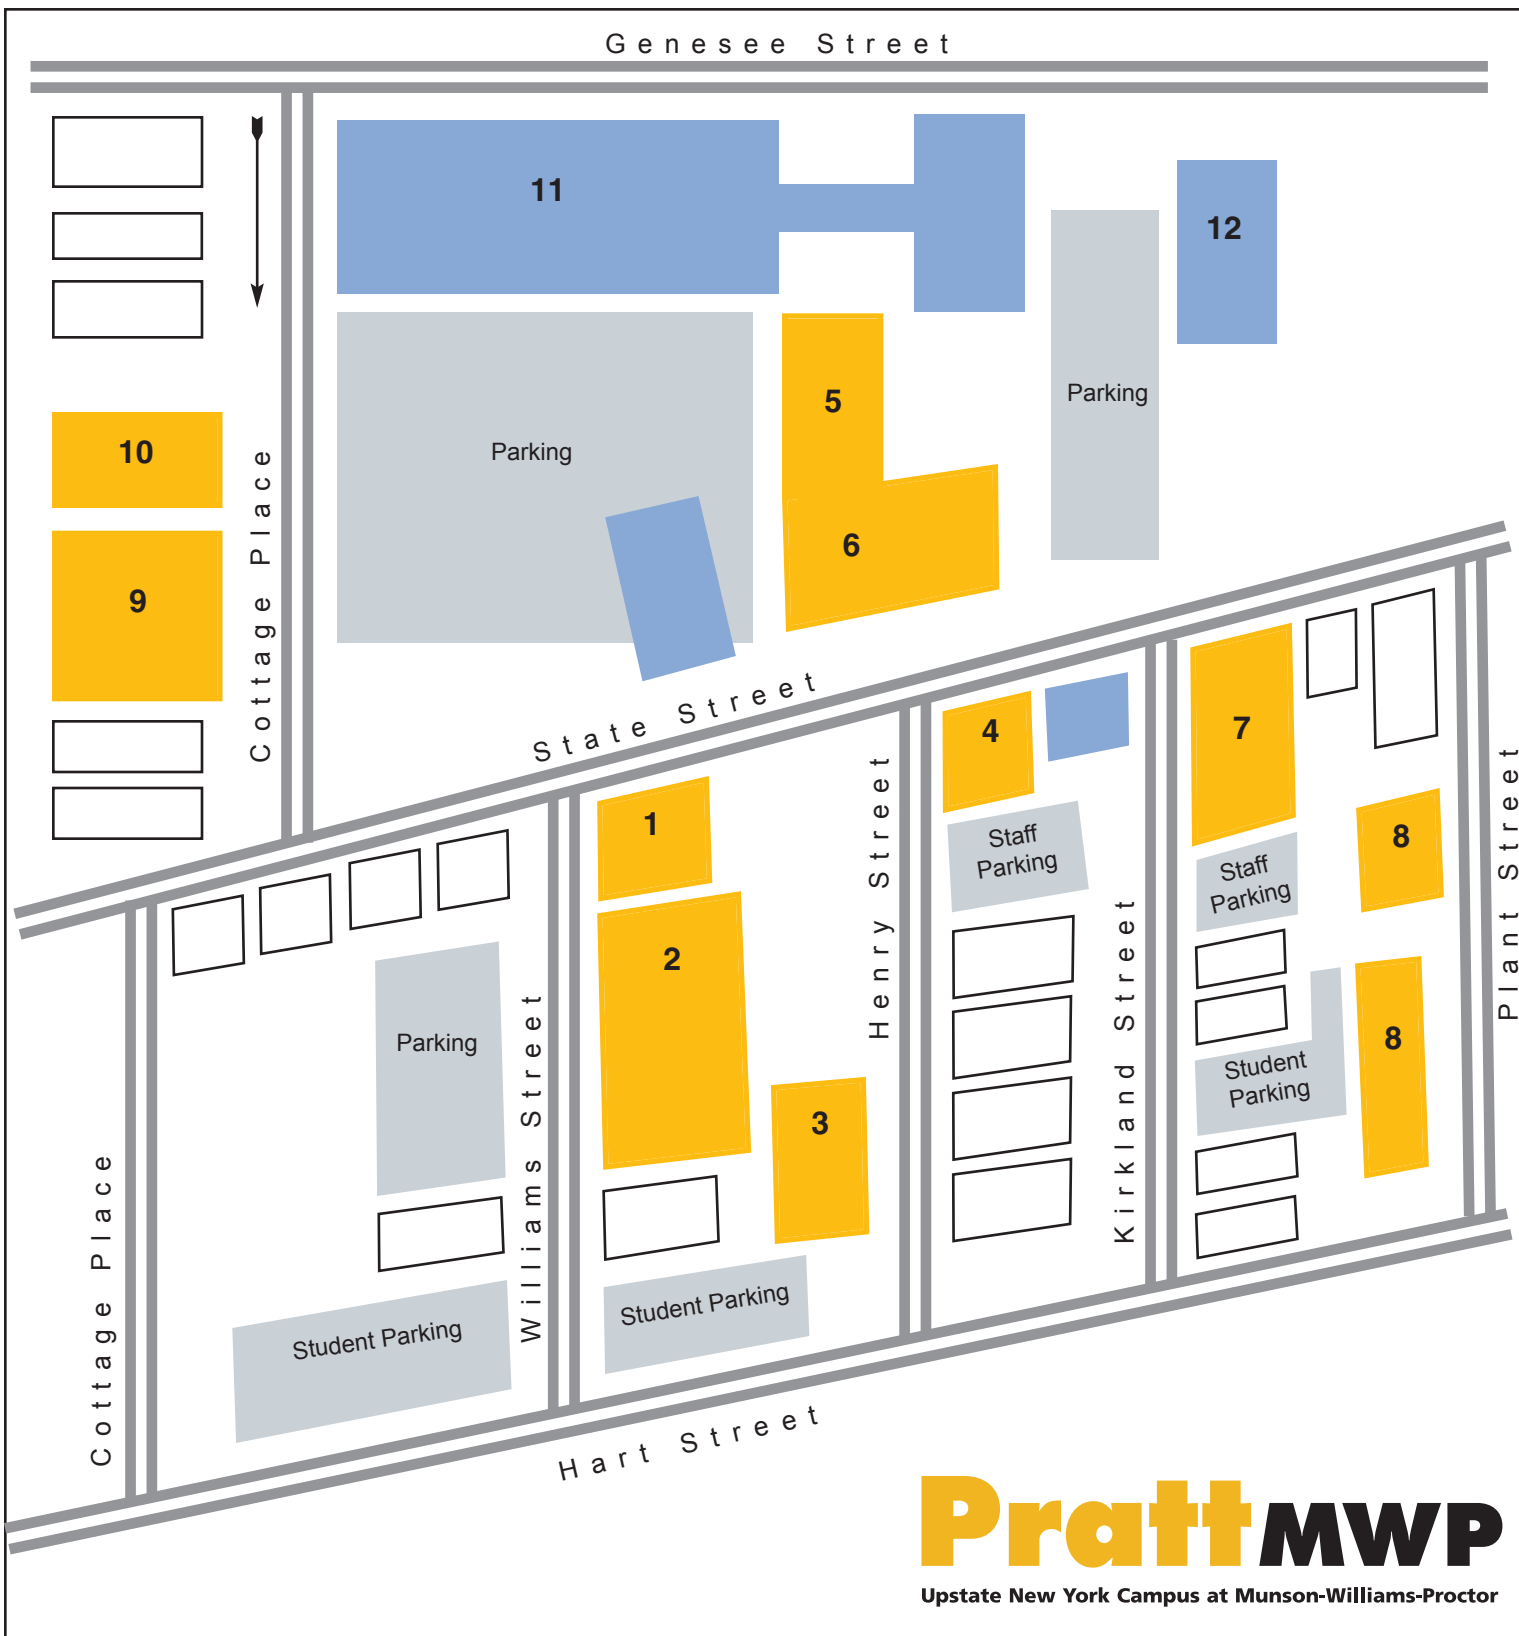 Genesee Street
11
12
5
Parking
10
Parking
6
9
Cottage Place
State Street
4
7
1
8
Staff
Parking
Staff
Parking
Henry Street
Plant Street
2
Parking
8
Student
Parking
Kirkland Street
Williams Street
3
Cottage Place
Student Parking
Student Parking
Hart Street
PrattMWP
Upstate New York Campus at Munson-Williams-Proctor